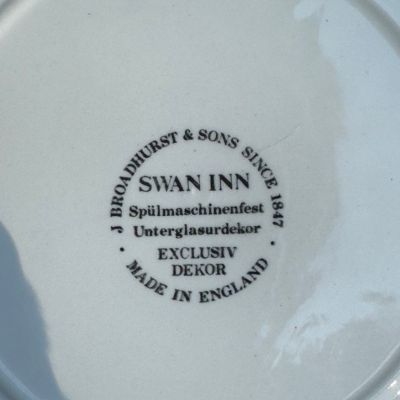 J BROADHURST & SONS SINCE 1847
SWAN INN
Spülmaschinenfest
Unterglasurdekor
EXCLUSIV
DEKOR
• MADE IN ENGLAND •